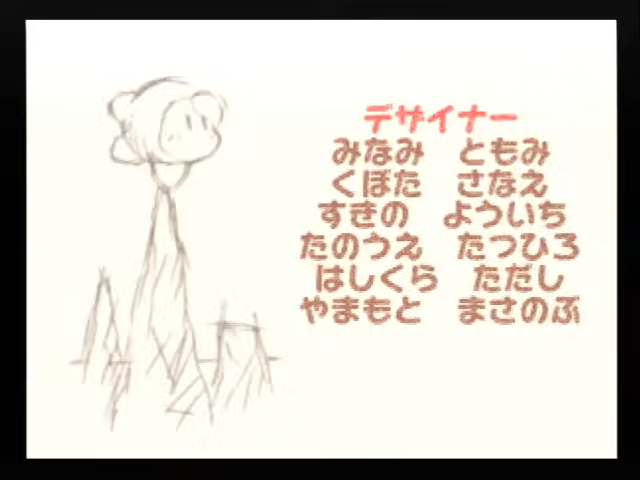 デザイナー
みなみ ともみ
くぼた さなえ
すきの よういち
たのうえ たつひろ
はしくら ただし
やまもと まさのぶ